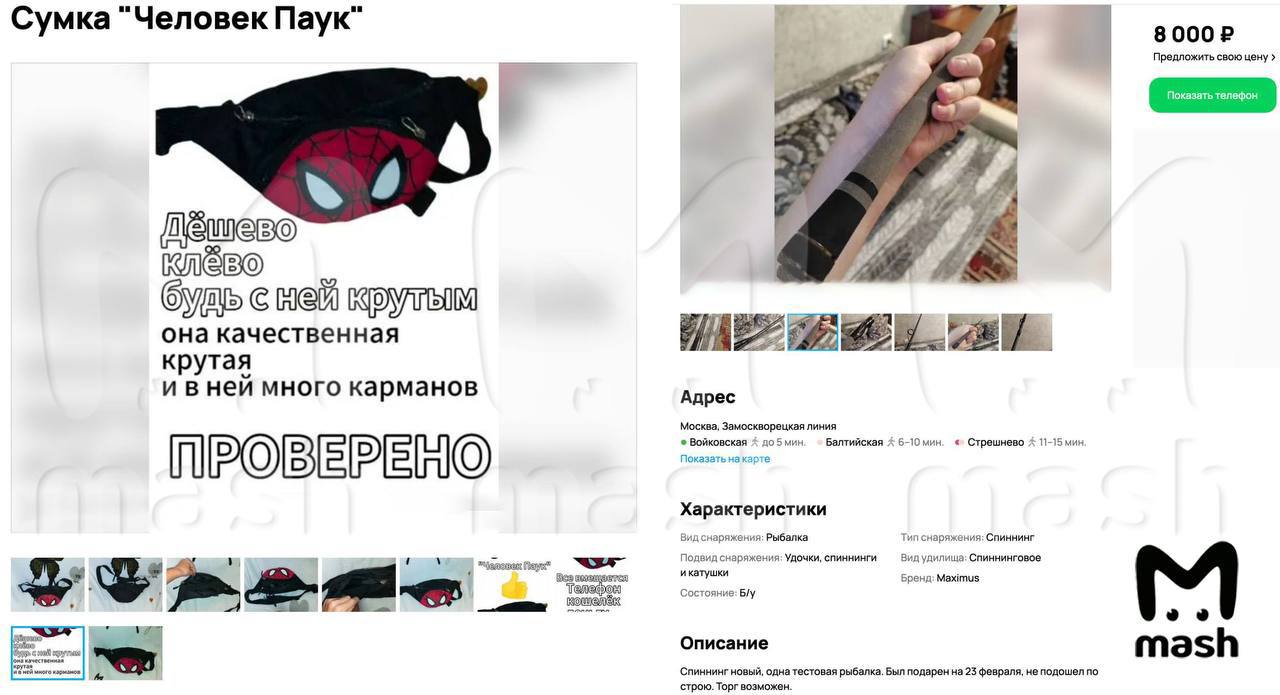 Сумка "Человек Паук"
Дёшево
клёво
будь с ней крутым
она качественная
крутая
и в ней много карманов
ПРОВЕРЕНО
"Человек Паук"
Все вмещается
Телефон
кошелёк
Дёшево
клёво
будь с ней крутым
она качественная
крутая
и в ней много карманов
8 000 ₽
Предложить свою цену >
Показать телефон
Адрес
Москва, Замоскворецкая линия
Войковская до 5 мин. Балтийская 6–10 мин. Стрешнево 11–15 мин.
Показать на карте
Характеристики
Вид снаряжения: Рыбалка
Подвид снаряжения: Удочки, спиннинги
и катушки
Состояние: Б/у
Тип снаряжения: Спиннинг
Вид удилища: Спиннинговое
Бренд: Maximus
Описание
Спиннинг новый, одна тестовая рыбалка. Был подарен на 23 февраля, не подошел по
строю. Торг возможен.
mash
mash
mash
mash